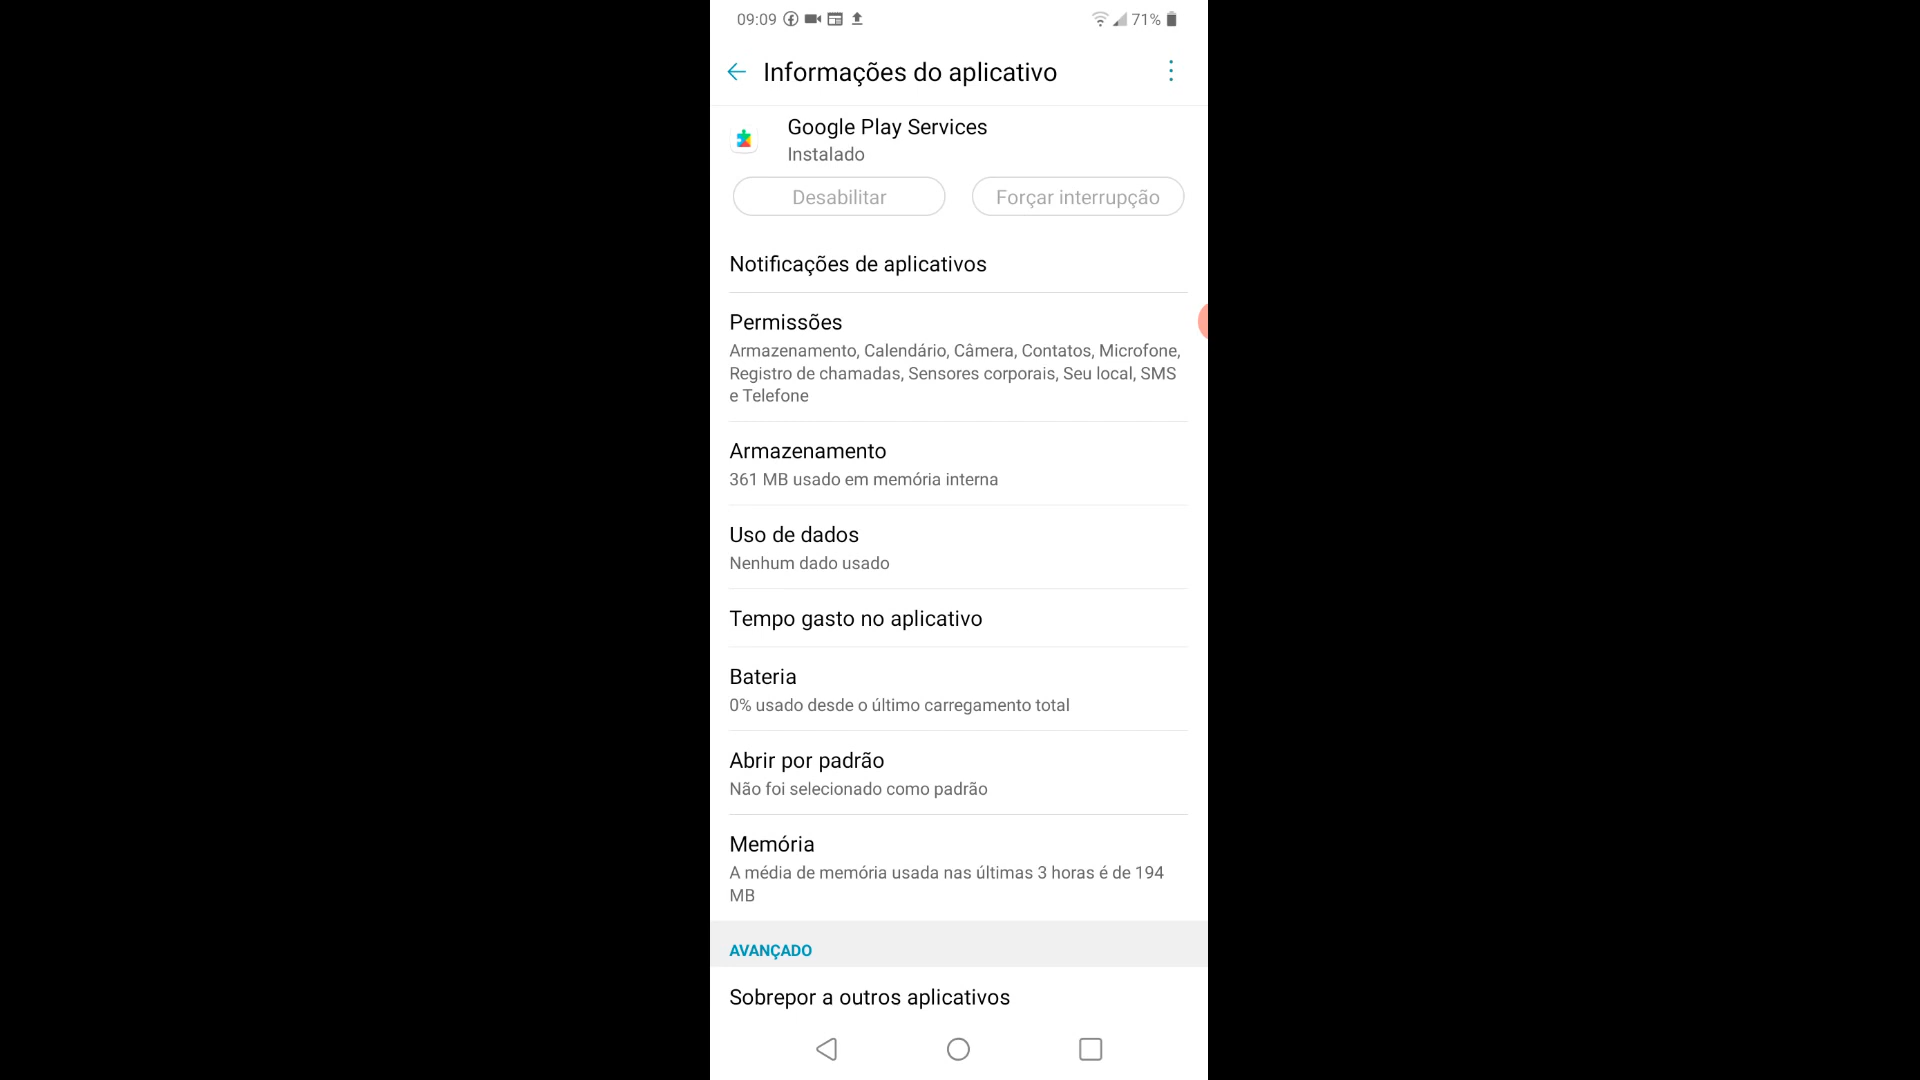 09:09
71%
Informações do aplicativo
Google Play Services
Instalado
Desabilitar
Forçar interrupção
Notificações de aplicativos
Permissões
Armazenamento, Calendário, Câmera, Contatos, Microfone,
Registro de chamadas, Sensores corporais, Seu local, SMS
e Telefone
Armazenamento
361 MB usado em memória interna
Uso de dados
Nenhum dado usado
Tempo gasto no aplicativo
Bateria
0% usado desde o último carregamento total
Abrir por padrão
Não foi selecionado como padrão
Memória
A média de memória usada nas últimas 3 horas é de 194
MB
AVANÇADO
Sobrepor a outros aplicativos